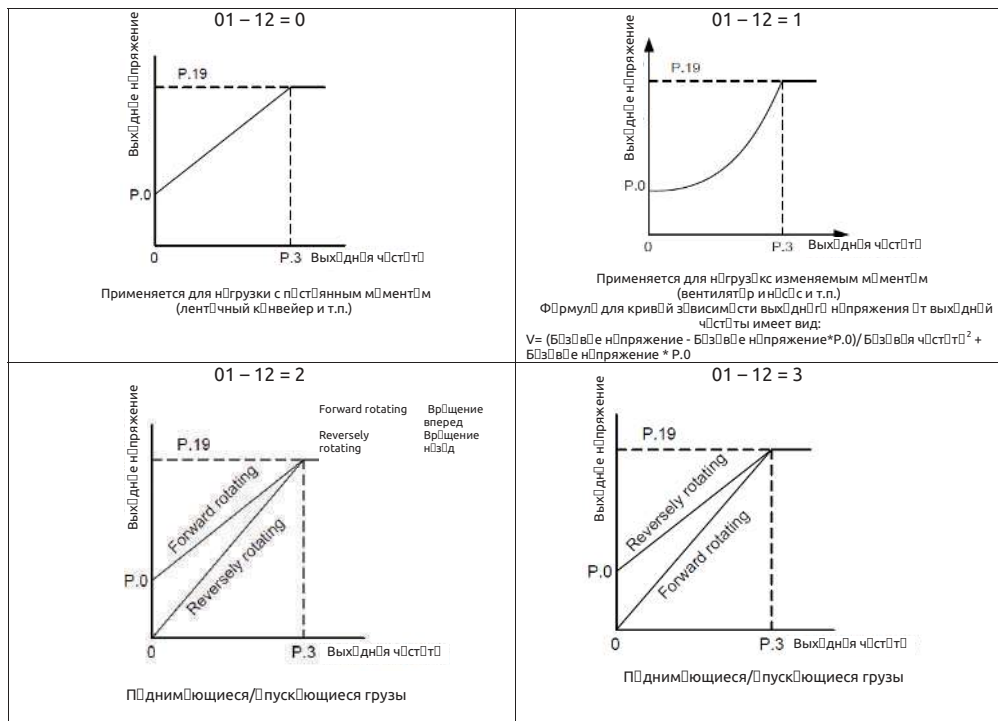 01 – 12 = 0
Вых□дн□е н□пряжение
P.19
P.0
0
P.3 Вых□дн□я ч□ст□т□
Применяется для н□грузки с п□ст□янным м□мент□м
(лент□чный к□нвейер и т.п.)
01 – 12 = 1
Вых□дн□е н□пряжение
P.19
P.0
0
P.3 Вых□дн□я ч□ст□т□
Применяется для н□груз□кс изменяемым м□мент□м
(вентилят□р ин□с□с и т.п.)
Ф□рмул□ для крив□й з□висим□сти вых□дн□г□ н□пряжения □т вых□дн□й
ч□ст□ты имеет вид:
V= (Б□з□в□е н□пряжение - Б□з□в□е н□пряжение*P.0)/ Б□з□в□я ч□ст□т□² +
Б□з□в□е н□пряжение * P.0
01 – 12 = 2
Вых□дн□е н□пряжение
Forward rotating Вр□щение
вперед
Reversely Вр□щение
rotating н□з□д
P.19
Forward rotating
Reversely rotating
P.0
0
P.3 Вых□дн□я ч□ст□т□
П□дним□ющиеся/□пуск□ющиеся грузы
01 – 12 = 3
Вых□дн□е н□пряжение
P.19
Reversely rotating
Forward rotating
P.0
0
P.3 Вых□дн□я ч□ст□т□
П□дним□ющиеся/□пуск□ющиеся грузы